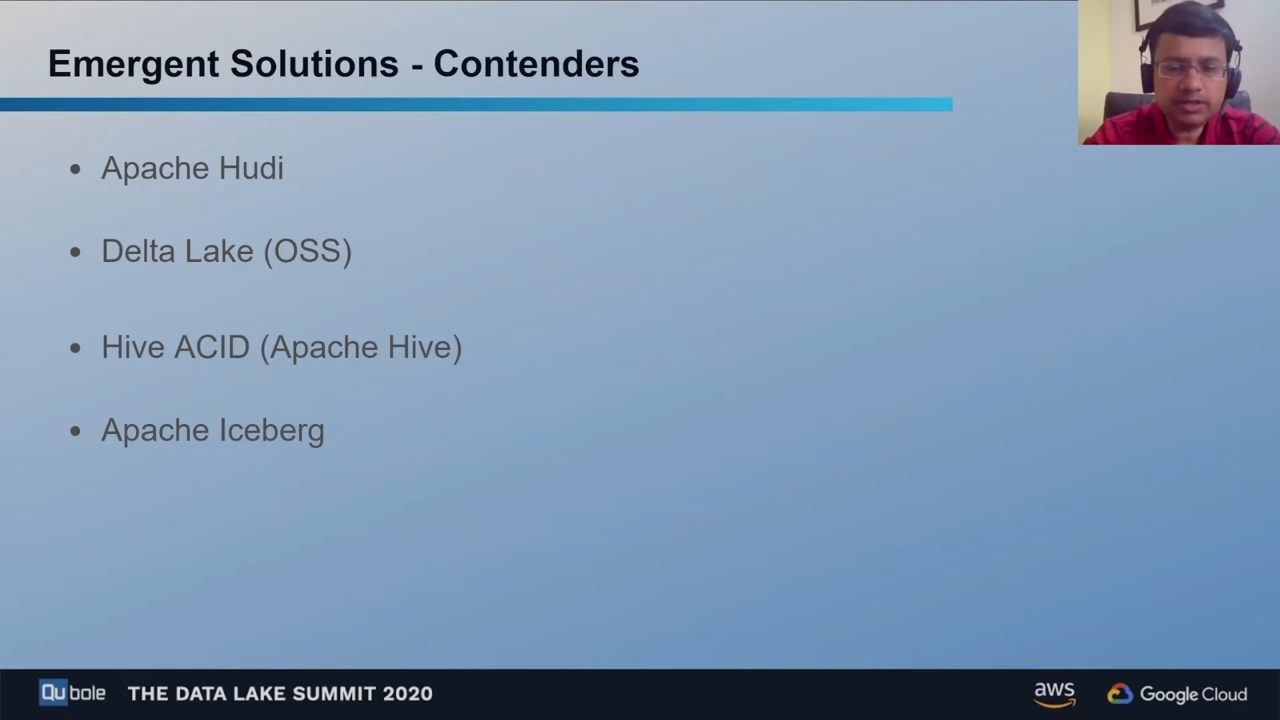 Emergent Solutions - Contenders
• Apache Hudi
• Delta Lake (OSS)
• Hive ACID (Apache Hive)
• Apache Iceberg
Qubole THE DATA LAKE SUMMIT 2020 aws Google Cloud